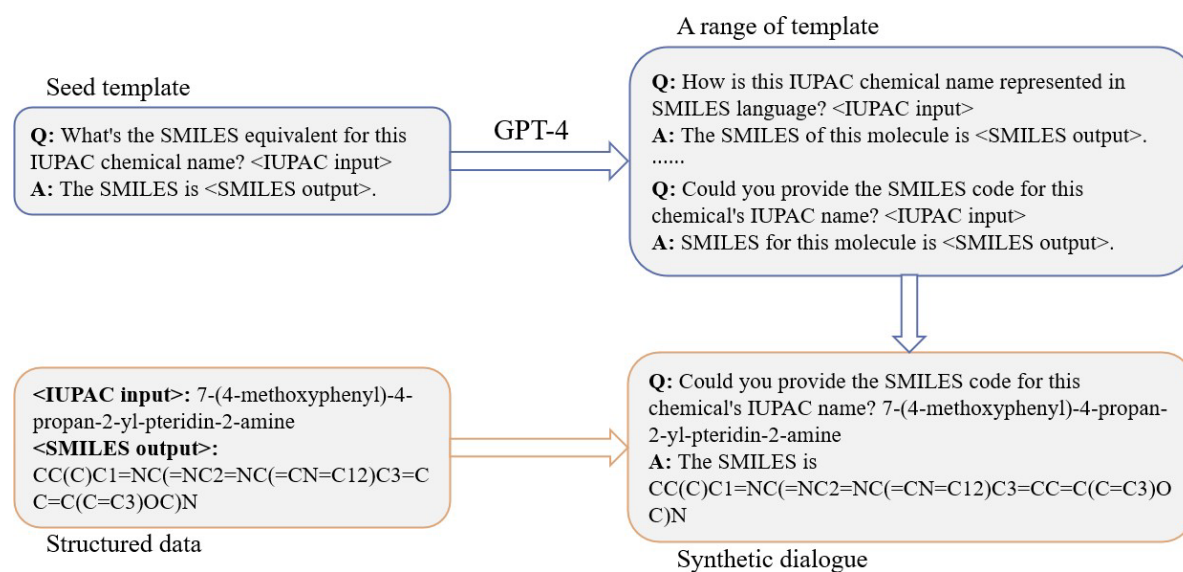 Seed template
Q: What's the SMILES equivalent for this
IUPAC chemical name? <IUPAC input>
A: The SMILES is <SMILES output>.
GPT-4
A range of template
Q: How is this IUPAC chemical name represented in
SMILES language? <IUPAC input>
A: The SMILES of this molecule is <SMILES output>.
......
Q: Could you provide the SMILES code for this
chemical's IUPAC name? <IUPAC input>
A: SMILES for this molecule is <SMILES output>.
<IUPAC input>: 7-(4-methoxyphenyl)-4-
propan-2-yl-pteridin-2-amine
<SMILES output>:
CC(C)C1=NC(=NC2=NC(=CN=C12)C3=C
C=C(C=C3)OC)N
Structured data
Q: Could you provide the SMILES code for this
chemical's IUPAC name? 7-(4-methoxyphenyl)-4-propan-
2-yl-pteridin-2-amine
A: The SMILES is
CC(C)C1=NC(=NC2=NC(=CN=C12)C3=CC=C(C=C3)O
C)N
Synthetic dialogue